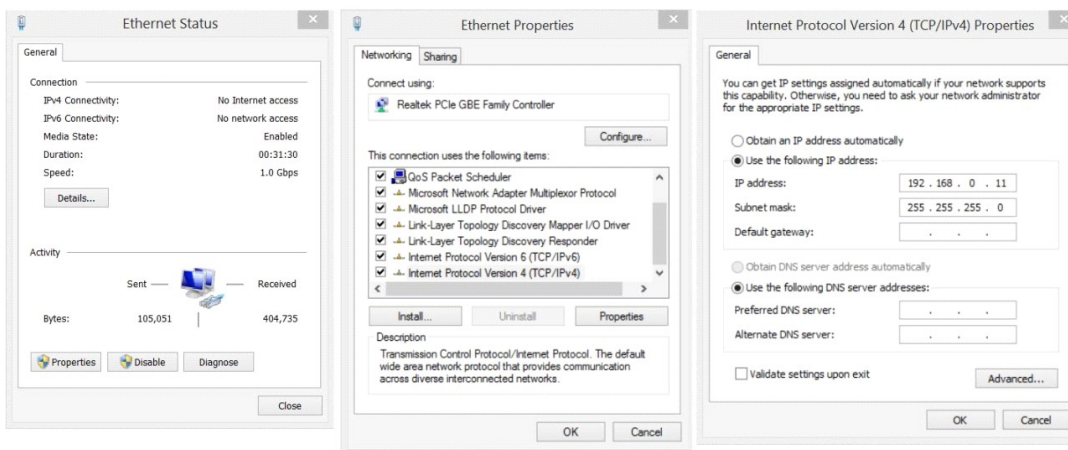 Ethernet Status
General
Connection
IPv4 Connectivity: No Internet access
IPv6 Connectivity: No network access
Media State: Enabled
Duration: 00:31:30
Speed: 1.0 Gbps
Details...
Activity
Sent — — Received
Bytes: 105,051 404,735
Properties Disable Diagnose
Close
Ethernet Properties
Networking Sharing
Connect using:
Realtek PCIe GBE Family Controller
Configure...
This connection uses the following items:
QoS Packet Scheduler
Microsoft Network Adapter Multiplexor Protocol
Microsoft LLDP Protocol Driver
Link-Layer Topology Discovery Mapper I/O Driver
Link-Layer Topology Discovery Responder
Internet Protocol Version 6 (TCP/IPv6)
Internet Protocol Version 4 (TCP/IPv4)
Install... Uninstall Properties
Description
Transmission Control Protocol/Internet Protocol. The default
wide area network protocol that provides communication
across diverse interconnected networks.
OK Cancel
Internet Protocol Version 4 (TCP/IPv4) Properties
General
You can get IP settings assigned automatically if your network supports
this capability. Otherwise, you need to ask your network administrator
for the appropriate IP settings.
Obtain an IP address automatically
Use the following IP address:
IP address: 192 . 168 . 0 . 11
Subnet mask: 255 . 255 . 255 . 0
Default gateway: . . .
Obtain DNS server address automatically
Use the following DNS server addresses:
Preferred DNS server: . . .
Alternate DNS server: . . .
Validate settings upon exit
Advanced...
OK Cancel